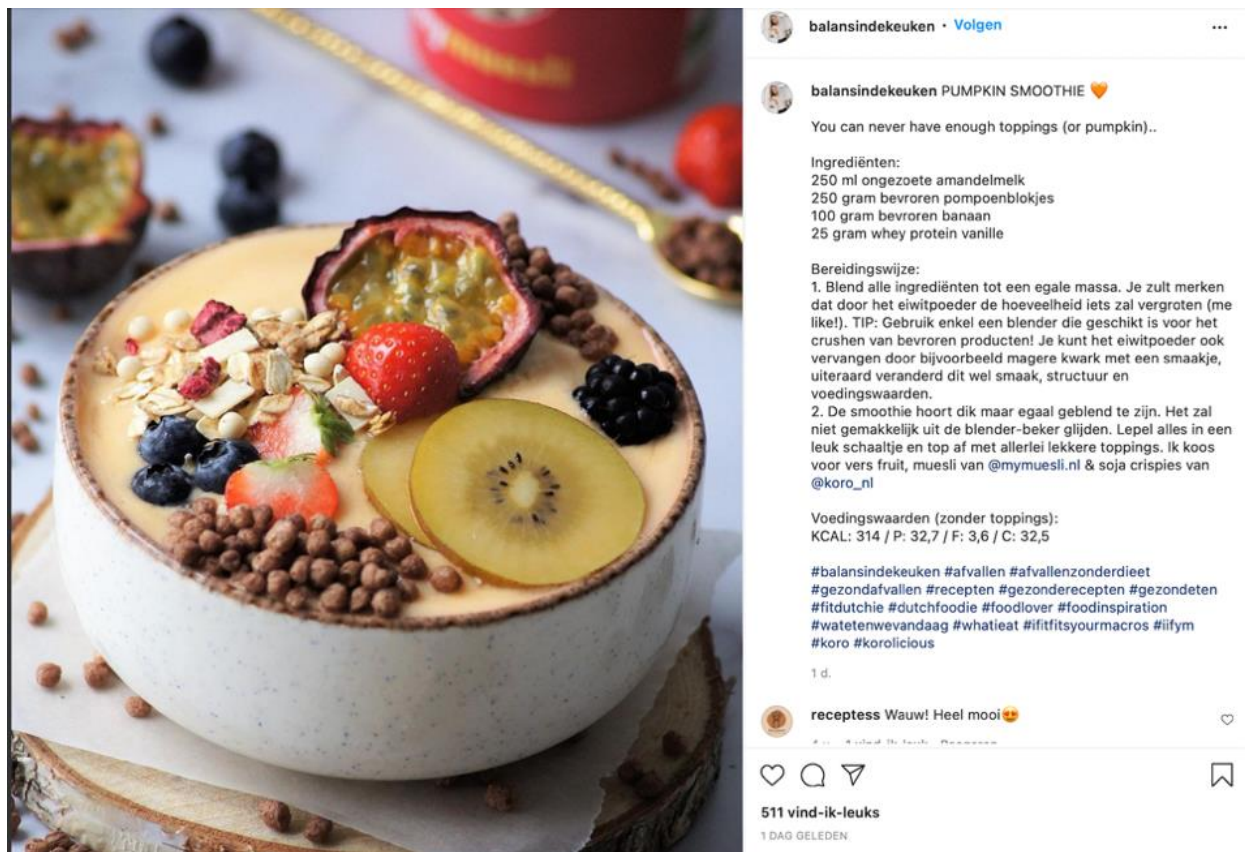 muesli
balansindekeuken • Volgen
balansindekeuken PUMPKIN SMOOTHIE 🧡
You can never have enough toppings (or pumpkin)..
Ingrediënten:
250 ml ongezoete amandelmelk
250 gram bevroren pompoenblokjes
100 gram bevroren banaan
25 gram whey protein vanille
Bereidingswijze:
1. Blend alle ingrediënten tot een egale massa. Je zult merken
dat door het eiwitpoeder de hoeveelheid iets zal vergroten (me
like!). TIP: Gebruik enkel een blender die geschikt is voor het
crushen van bevroren producten! Je kunt het eiwitpoeder ook
vervangen door bijvoorbeeld magere kwark met een smaakje,
uiteraard veranderd dit wel smaak, structuur en
voedingswaarden.
2. De smoothie hoort dik maar egaal geblend te zijn. Het zal
niet gemakkelijk uit de blender-beker glijden. Lepel alles in een
leuk schaaltje en top af met allerlei lekkere toppings. Ik koos
voor vers fruit, muesli van @mymuesli.nl & soja crispies van
@koro_nl
Voedingswaarden (zonder toppings):
KCAL: 314 / P: 32,7 / F: 3,6 / C: 32,5
#balansindekeuken #afvallen #afvallenzonderdieet
#gezondafvallen #recepten #gezonderecepten #gezondeten
#fitdutchie #dutchfoodie #foodlover #foodinspiration
#watetenwevandaag #whatieat #ifitfitsyourmacros #iifym
#koro #korolicious
1 d.
receptess Wauw! Heel mooi😍
511 vind-ik-leuks
1 DAG GELEDEN